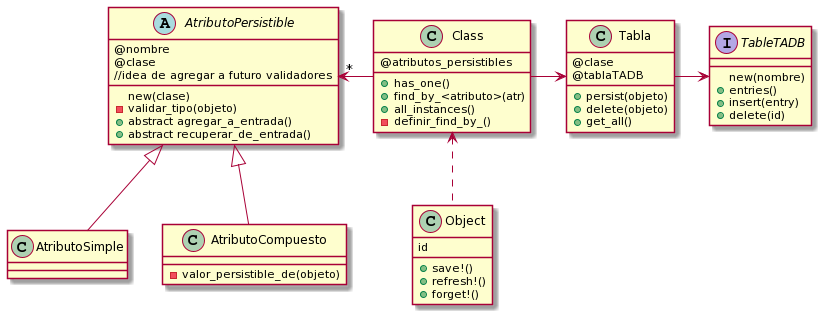 A AtributoPersistible
@nombre
@clase
//idea de agregar a futuro validadores
new(clase)
validar_tipo(objeto)
abstract agregar_a_entrada()
abstract recuperar_de_entrada()
*
C Class
@atributos_persistibles
has_one()
find_by_<atributo>(atr)
all_instances()
definir_find_by_()
C Tabla
@clase
@tablaTADB
persist(objeto)
delete(objeto)
get_all()
I TableTADB
new(nombre)
entries()
insert(entry)
delete(id)
C AtributoSimple
C AtributoCompuesto
valor_persistible_de(objeto)
C Object
id
save!()
refresh!()
forget!()